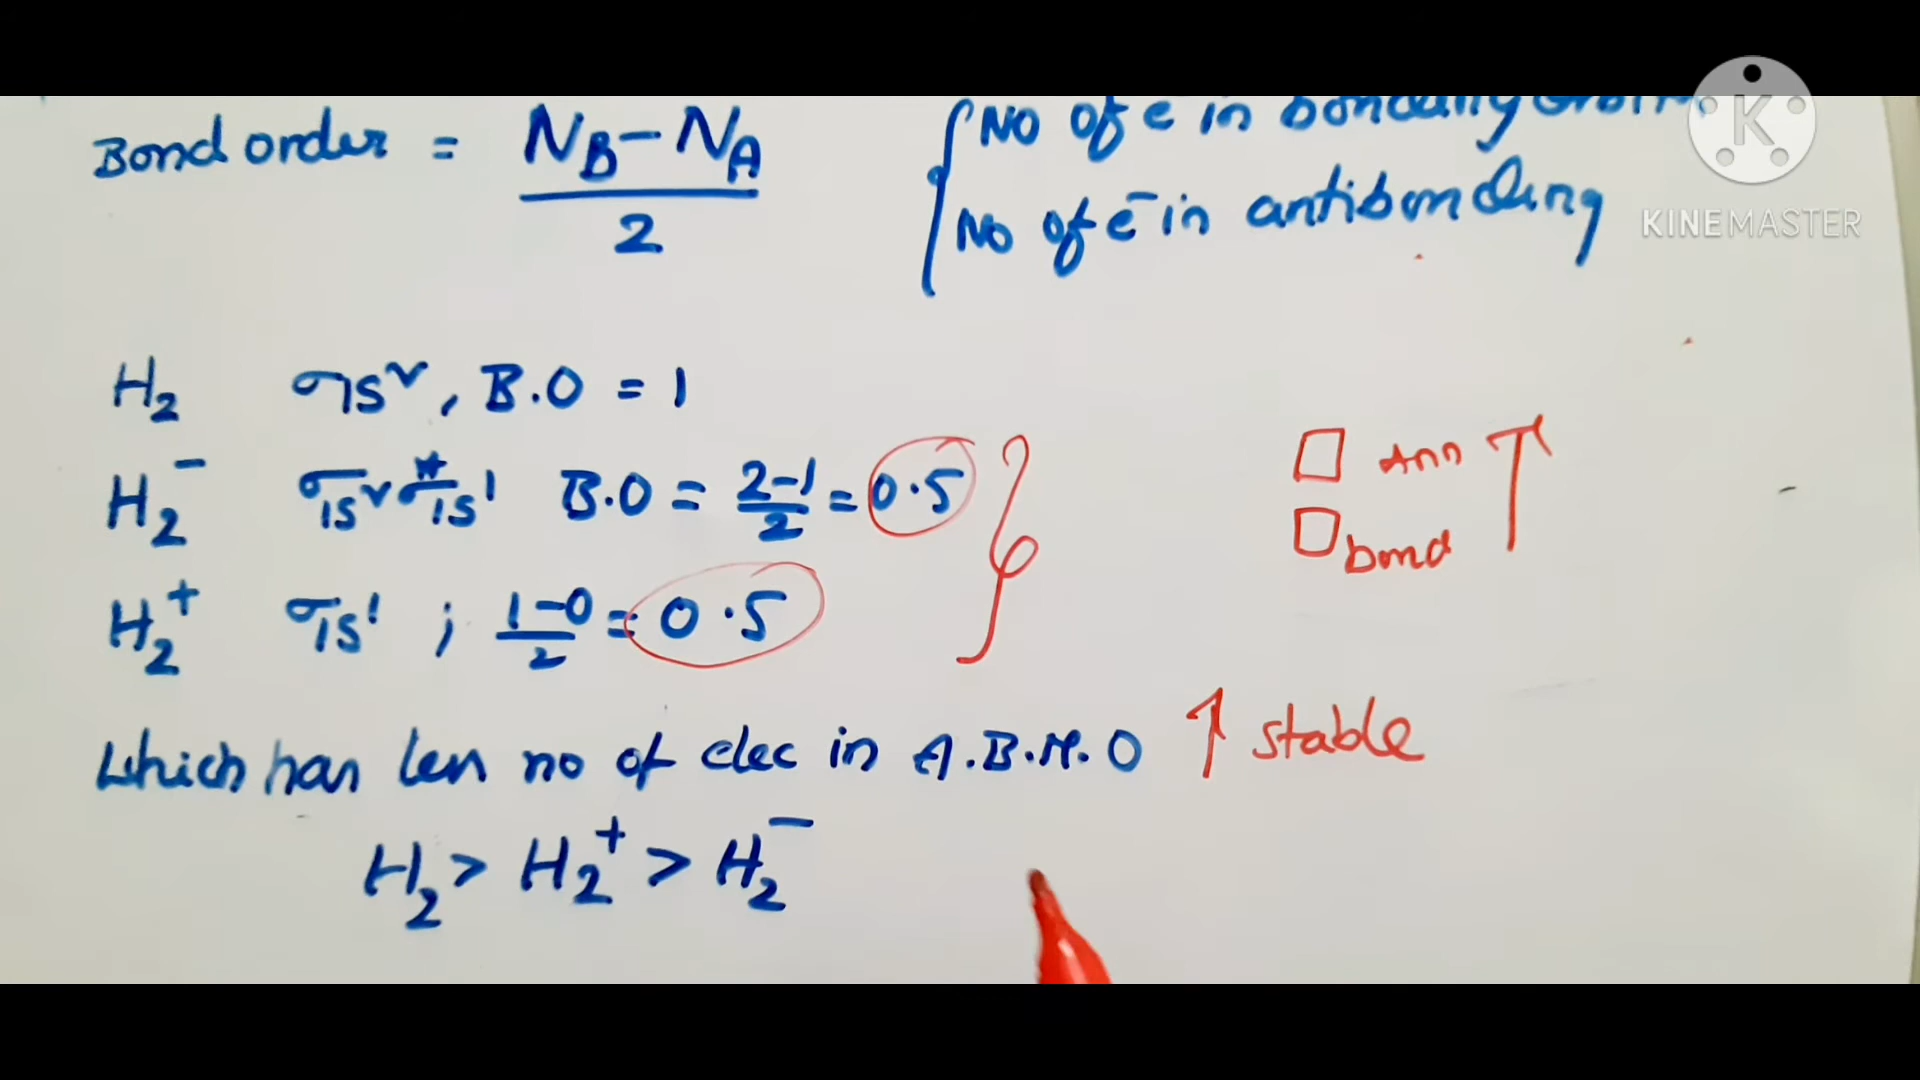 Bond order = NB-NA / 2 { No of e in bonding
No of e⁻ in antibonding
KINEMASTER
H₂ σ1s², B.O = 1
H₂⁻ σ1s² σ*1s¹ B.O = 2-1/2 = 0.5
H₂⁺ σ1s¹ ; 1-0/2 = 0.5
□ Ann
□ bond
which has less no of elec in A.B.M.O ↑ stable
H₂ > H₂⁺ > H₂⁻